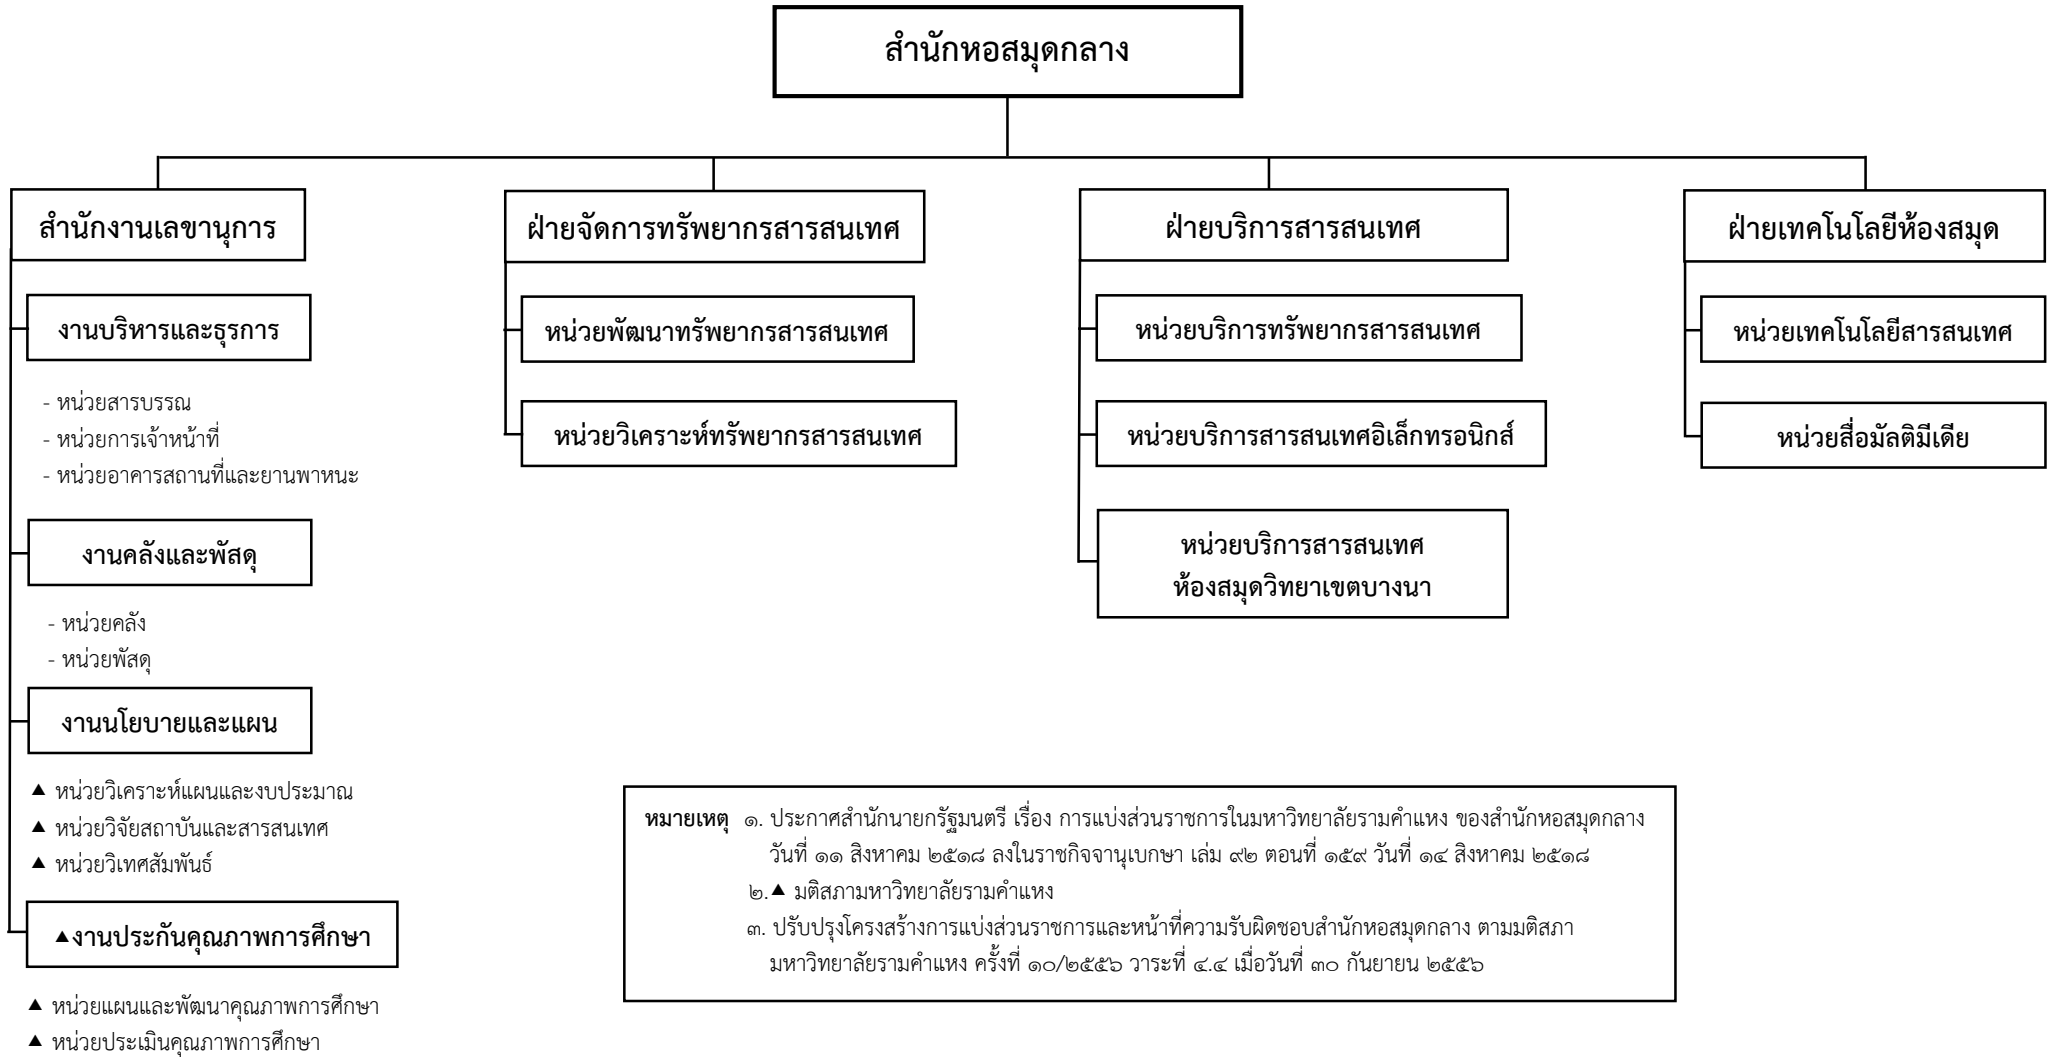 สำนักหอสมุดกลาง
สำนักงานเลขานุการ
งานบริหารและธุรการ
- หน่วยสารบรรณ
- หน่วยการเจ้าหน้าที่
- หน่วยอาคารสถานที่และยานพาหนะ
งานคลังและพัสดุ
- หน่วยคลัง
- หน่วยพัสดุ
งานนโยบายและแผน
▲ หน่วยวิเคราะห์แผนและงบประมาณ
▲ หน่วยวิจัยสถาบันและสารสนเทศ
▲ หน่วยวิเทศสัมพันธ์
▲งานประกันคุณภาพการศึกษา
▲ หน่วยแผนและพัฒนาคุณภาพการศึกษา
▲ หน่วยประเมินคุณภาพการศึกษา
ฝ่ายจัดการทรัพยากรสารสนเทศ
หน่วยพัฒนาทรัพยากรสารสนเทศ
หน่วยวิเคราะห์ทรัพยากรสารสนเทศ
ฝ่ายบริการสารสนเทศ
หน่วยบริการทรัพยากรสารสนเทศ
หน่วยบริการสารสนเทศอิเล็กทรอนิกส์
หน่วยบริการสารสนเทศ
ห้องสมุดวิทยาเขตบางนา
ฝ่ายเทคโนโลยีห้องสมุด
หน่วยเทคโนโลยีสารสนเทศ
หน่วยสื่อมัลติมีเดีย
หมายเหตุ ๑. ประกาศสำนักนายกรัฐมนตรี เรื่อง การแบ่งส่วนราชการในมหาวิทยาลัยรามคำแหง ของสำนักหอสมุดกลาง
วันที่ ๑๑ สิงหาคม ๒๕๑๘ ลงในราชกิจจานุเบกษา เล่ม ๙๒ ตอนที่ ๑๕๙ วันที่ ๑๔ สิงหาคม ๒๕๑๘
๒.▲ มติสภามหาวิทยาลัยรามคำแหง
๓. ปรับปรุงโครงสร้างการแบ่งส่วนราชการและหน้าที่ความรับผิดชอบสำนักหอสมุดกลาง ตามมติสภา
มหาวิทยาลัยรามคำแหง ครั้งที่ ๑๐/๒๕๕๖ วาระที่ ๔.๔ เมื่อวันที่ ๓๐ กันยายน ๒๕๕๖